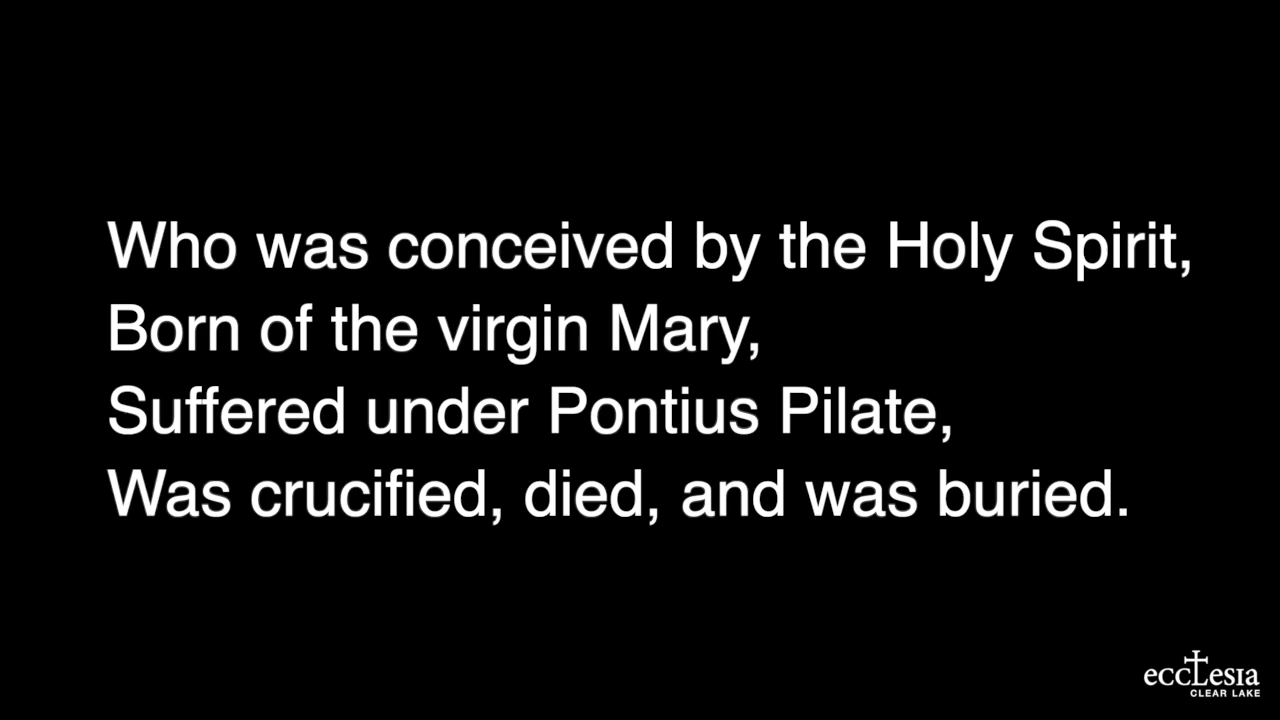 Who was conceived by the Holy Spirit,
Born of the virgin Mary,
Suffered under Pontius Pilate,
Was crucified, died, and was buried.
eccLesia
CLEAR LAKE